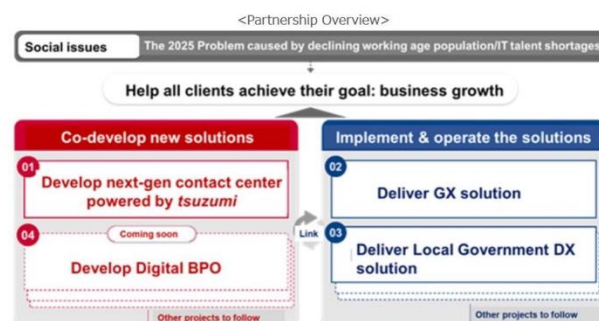 <Partnership Overview>
Social issues
The 2025 Problem caused by declining working age population/IT talent shortages
Help all clients achieve their goal: business growth
Co-develop new solutions
Implement & operate the solutions
01
Develop next-gen contact center
powered by tsuzumi
02
Deliver GX solution
04
Coming soon
Develop Digital BPO
Link
03
Deliver Local Government DX
solution
Other projects to follow
Other projects to follow